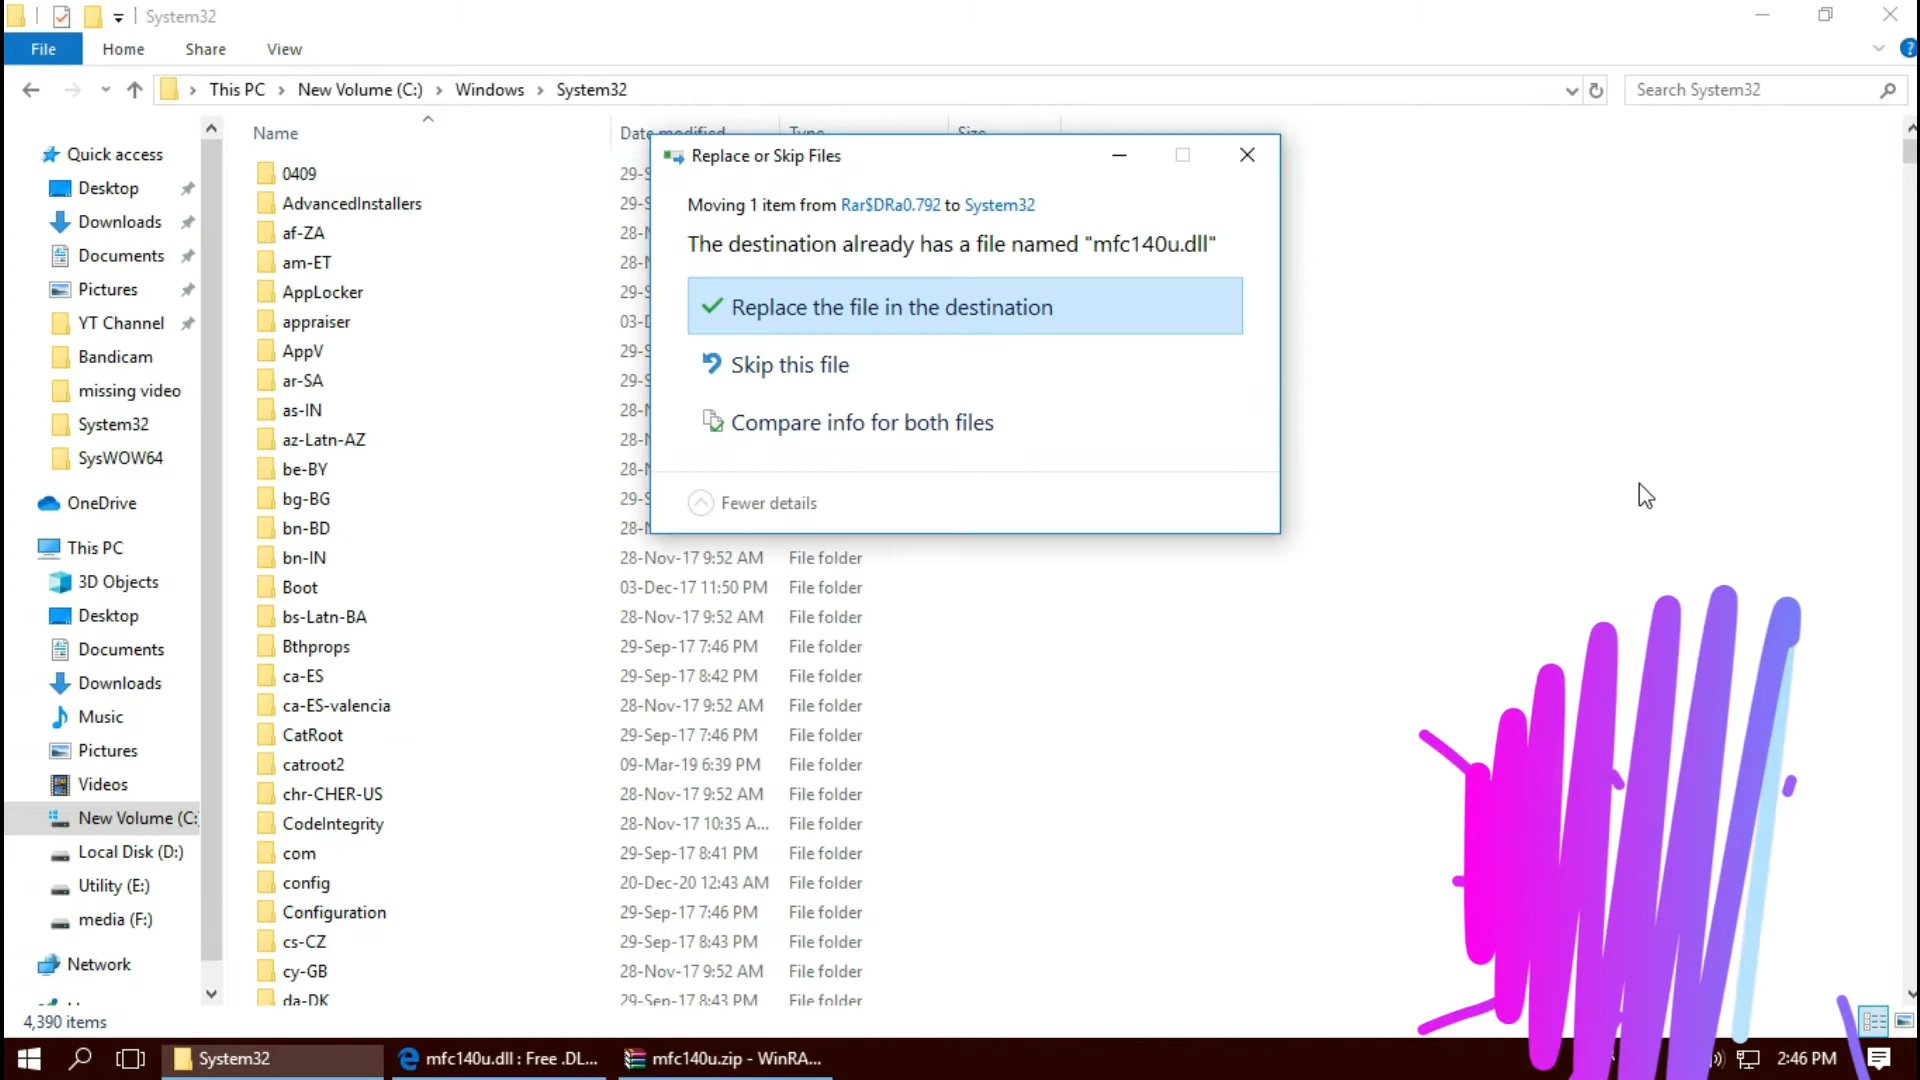 System32
File
Home
Share
View
This PC
New Volume (C:)
Windows
System32
Search System32
Quick access
Desktop
Downloads
Documents
Pictures
YT Channel
Bandicam
missing video
System32
SysWOW64
OneDrive
This PC
3D Objects
Desktop
Documents
Downloads
Music
Pictures
Videos
New Volume (C:
Local Disk (D:)
Utility (E:)
media (F:)
Network
Name
Date modified
Type
Size
0409
AdvancedInstallers
af-ZA
am-ET
AppLocker
appraiser
AppV
ar-SA
as-IN
az-Latn-AZ
be-BY
bg-BG
bn-BD
bn-IN 28-Nov-17 9:52 AM File folder
Boot 03-Dec-17 11:50 PM File folder
bs-Latn-BA 28-Nov-17 9:52 AM File folder
Bthprops 29-Sep-17 7:46 PM File folder
ca-ES 29-Sep-17 8:42 PM File folder
ca-ES-valencia 28-Nov-17 9:52 AM File folder
CatRoot 29-Sep-17 7:46 PM File folder
catroot2 09-Mar-19 6:39 PM File folder
chr-CHER-US 28-Nov-17 9:52 AM File folder
CodeIntegrity 28-Nov-17 10:35 A... File folder
com 29-Sep-17 8:41 PM File folder
config 20-Dec-20 12:43 AM File folder
Configuration 29-Sep-17 7:46 PM File folder
cs-CZ 29-Sep-17 8:43 PM File folder
cy-GB 28-Nov-17 9:52 AM File folder
da-DK 29-Sep-17 8:43 PM File folder
Replace or Skip Files
Moving 1 item from Rar$DRa0.792 to System32
The destination already has a file named "mfc140u.dll"
Replace the file in the destination
Skip this file
Compare info for both files
Fewer details
4,390 items
System32
mfc140u.dll : Free .DL...
mfc140u.zip - WinRA...
2:46 PM